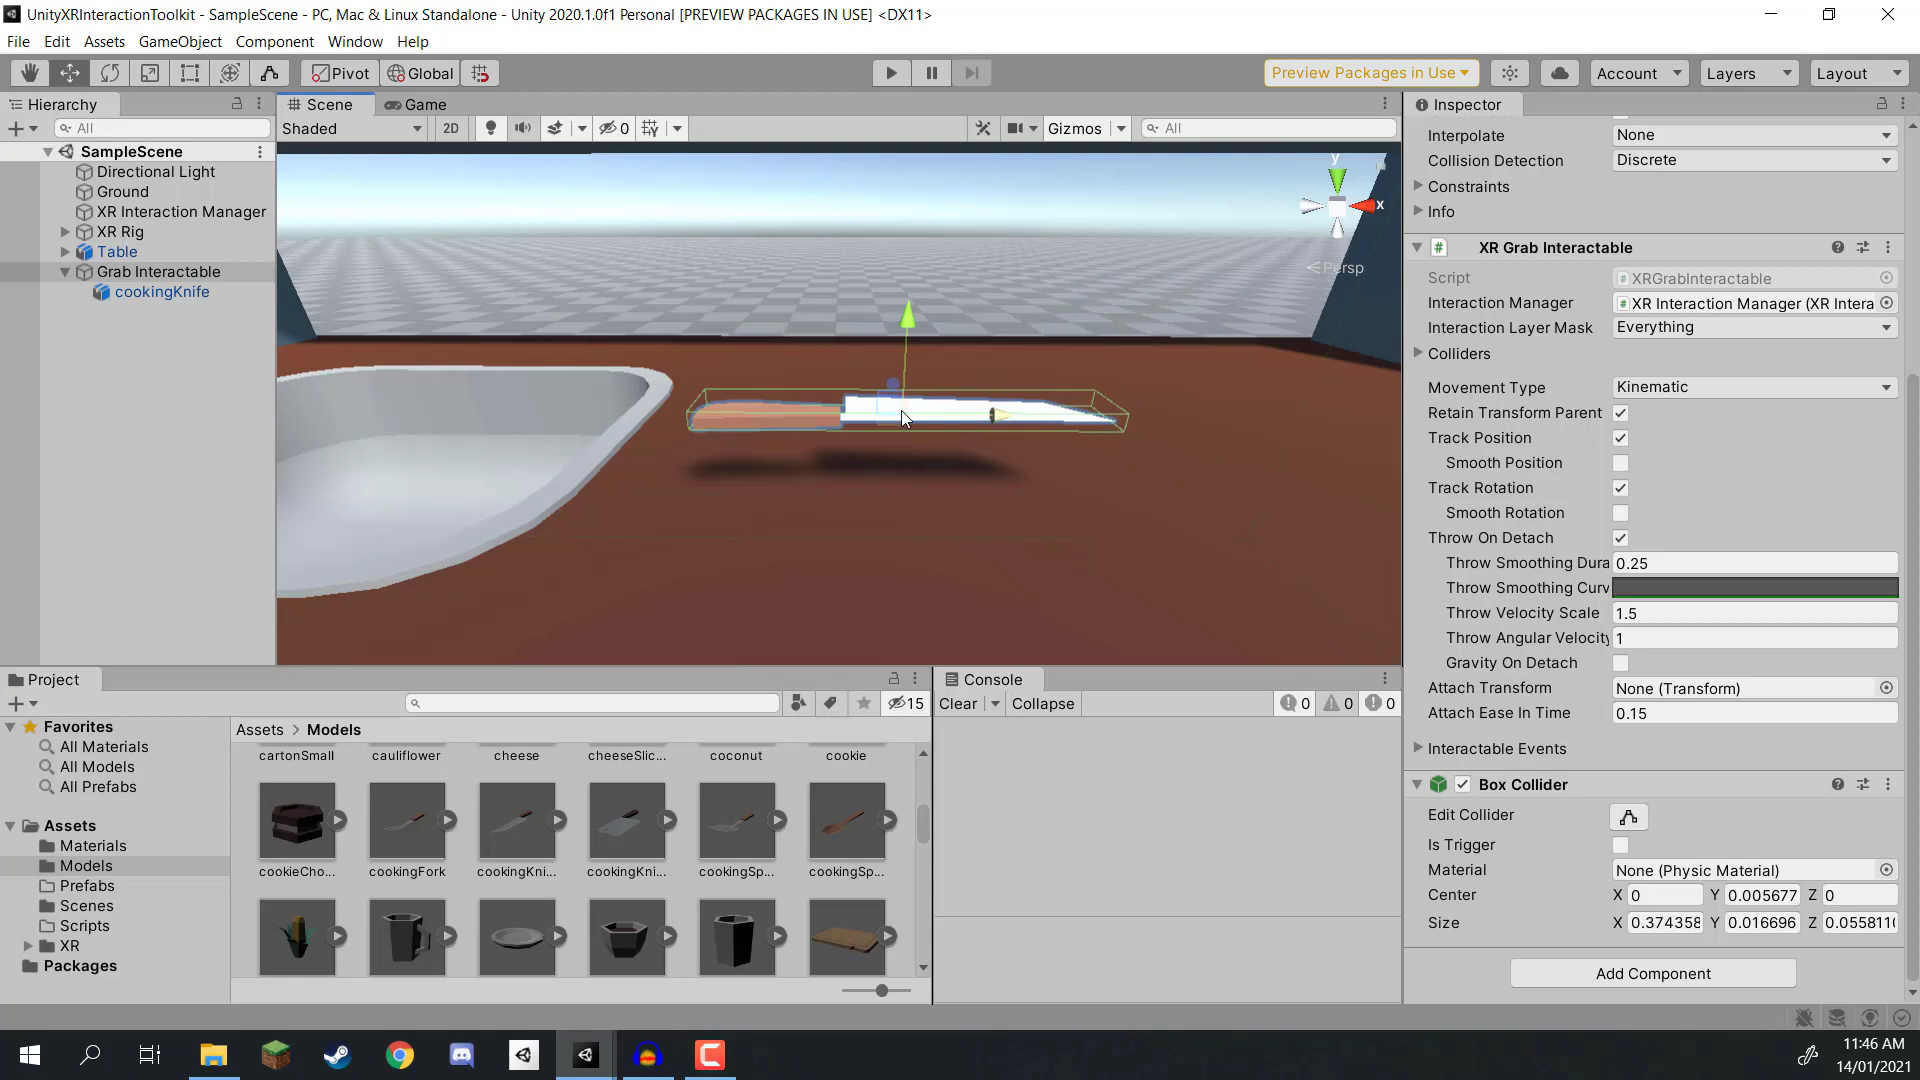 UnityXRInteractionToolkit - SampleScene - PC, Mac & Linux Standalone - Unity 2020.1.0f1 Personal [PREVIEW PACKAGES IN USE] <DX11>
File Edit Assets GameObject Component Window Help
Pivot Global Preview Packages in Use Account Layers Layout
Hierarchy
All
SampleScene
Directional Light
Ground
XR Interaction Manager
XR Rig
Table
Grab Interactable
cookingKnife
Scene Game
Shaded 2D 0 Gizmos All
y
x
Persp
Inspector
Interpolate None
Collision Detection Discrete
Constraints
Info
# XR Grab Interactable
Script #XRGrabInteractable
Interaction Manager #XR Interaction Manager (XR Intera
Interaction Layer Mask Everything
Colliders
Movement Type Kinematic
Retain Transform Parent
Track Position
Smooth Position
Track Rotation
Smooth Rotation
Throw On Detach
Throw Smoothing Dura 0.25
Throw Smoothing Curv
Throw Velocity Scale 1.5
Throw Angular Velocity 1
Gravity On Detach
Attach Transform None (Transform)
Attach Ease In Time 0.15
Interactable Events
Box Collider
Edit Collider
Is Trigger
Material None (Physic Material)
Center X 0 Y 0.005677 Z 0
Size X 0.374358 Y 0.016696 Z 0.055811(
Add Component
Project
15
Favorites
All Materials
All Models
All Prefabs
Assets
Materials
Models
Prefabs
Scenes
Scripts
XR
Packages
Assets > Models
cartonSmall cauliflower cheese cheeseSlic... coconut cookie
cookieCho... cookingFork cookingKni... cookingKni... cookingSp... cookingSp...
Console
Clear Collapse 0 0 0
11:46 AM
14/01/2021